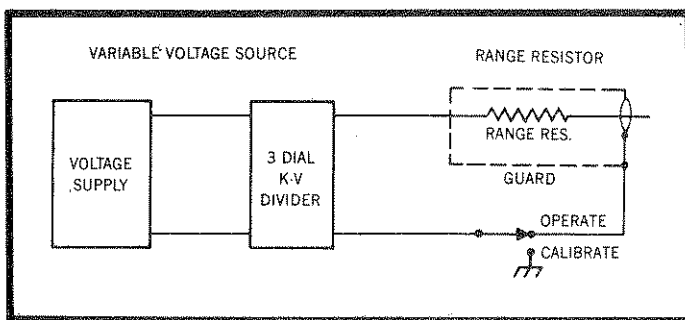 VARIABLE VOLTAGE SOURCE
RANGE RESISTOR
VOLTAGE
SUPPLY
3 DIAL
K-V
DIVIDER
RANGE RES.
GUARD
OPERATE
CALIBRATE